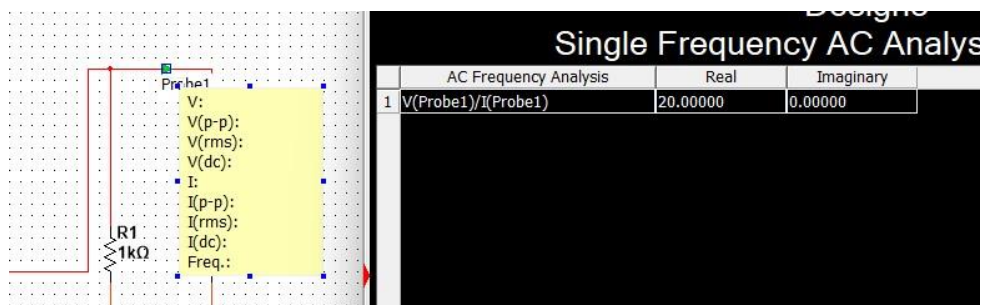 Single Frequency AC Analys
AC Frequency Analysis Real Imaginary
1 V(Probe1)/I(Probe1) 20.00000 0.00000
Probe1
V:
V(p-p):
V(rms):
V(dc):
I:
I(p-p):
I(rms):
I(dc):
Freq.:
R1
1kΩ